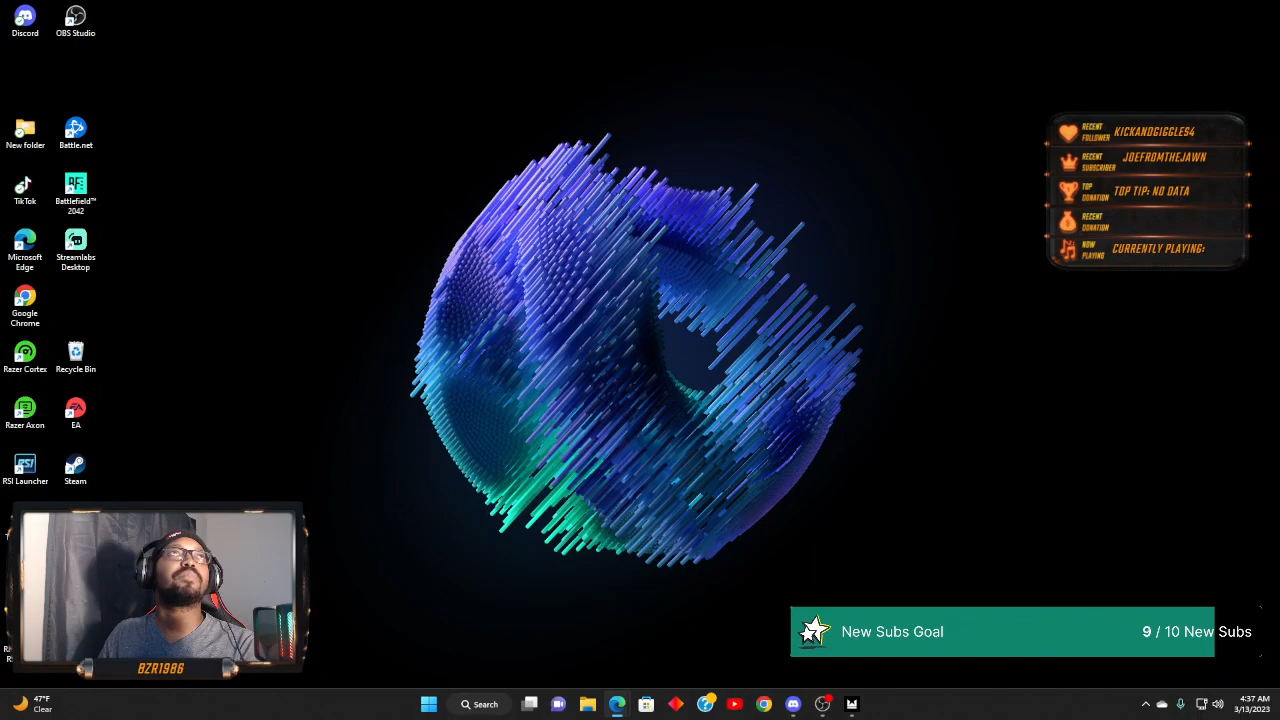 Discord
OBS Studio
New folder
Battle.net
TikTok
Battlefield™
2042
Microsoft
Edge
Streamlabs
Desktop
Google
Chrome
Razer Cortex
Recycle Bin
Razer Axon
EA
RSI
RSI Launcher
Steam
RECENT
FOLLOWER
KICKANDGIGGLES4
RECENT
SUBSCRIBER
JOEFROMTHEJAWN
TOP
DONATION
TOP TIP: NO DATA
RECENT
DONATION
NOW
PLAYING
CURRENTLY PLAYING:
BZR1986
New Subs Goal
9 / 10 New Subs
47°F
Clear
Search
4:37 AM
3/13/2023